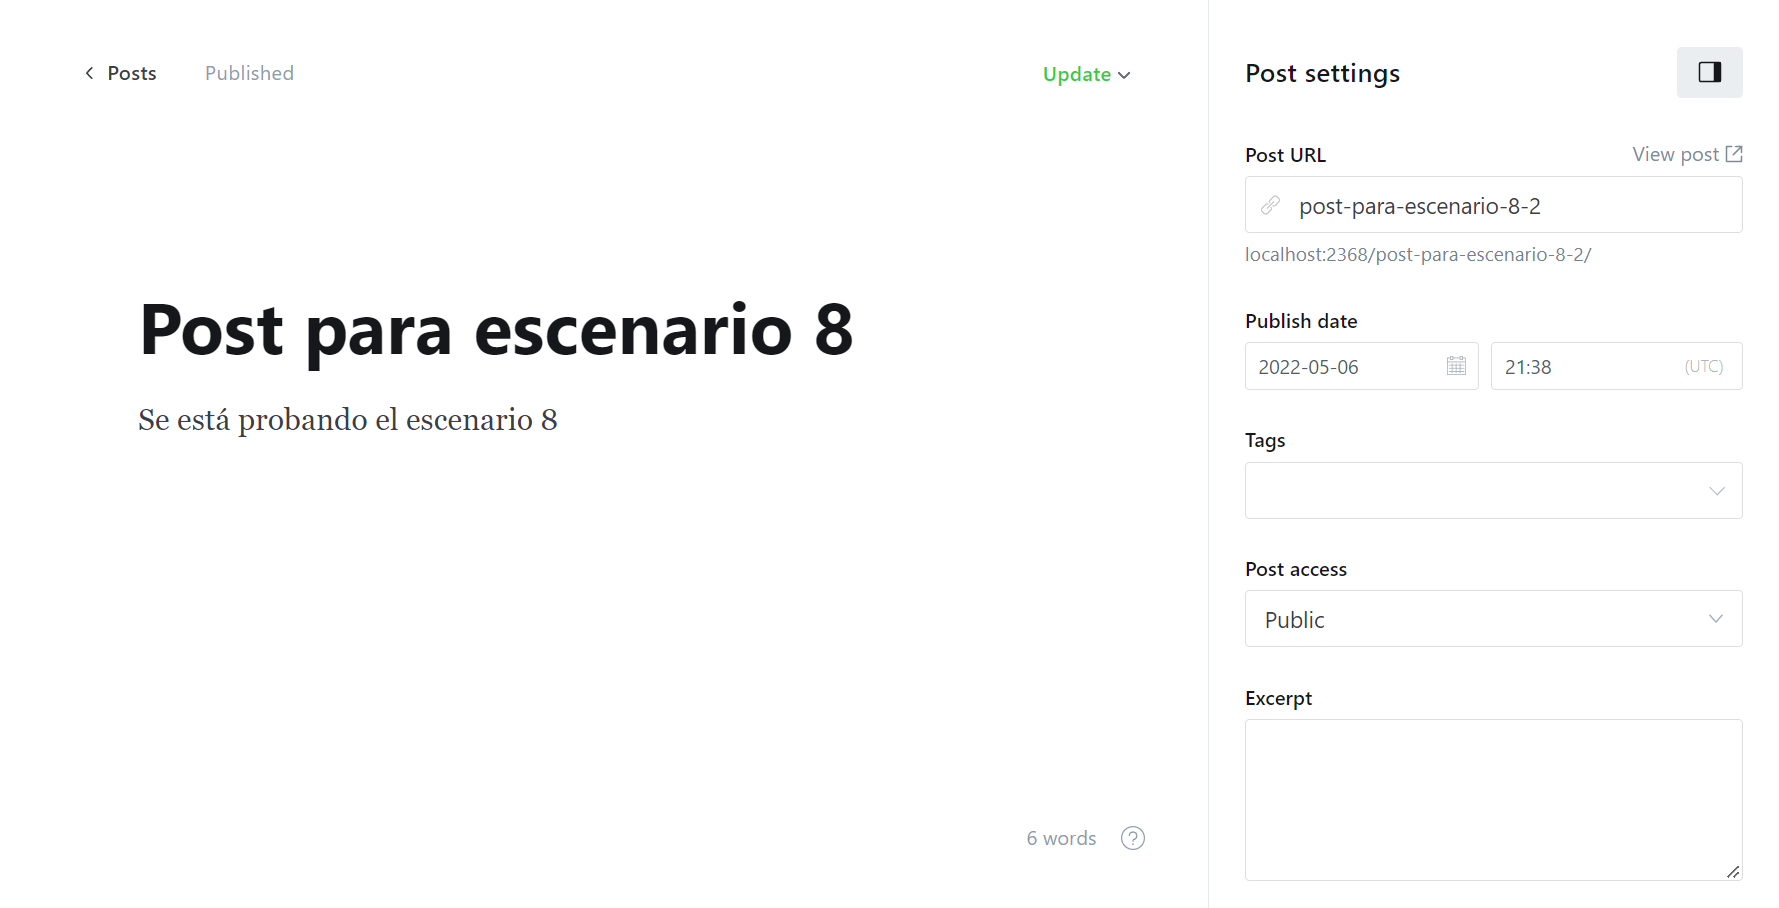 Posts
Published
Update
Post para escenario 8
Se está probando el escenario 8
6 words
?
Post settings
Post URL
View post
post-para-escenario-8-2
localhost:2368/post-para-escenario-8-2/
Publish date
2022-05-06
21:38
(UTC)
Tags
Post access
Public
Excerpt